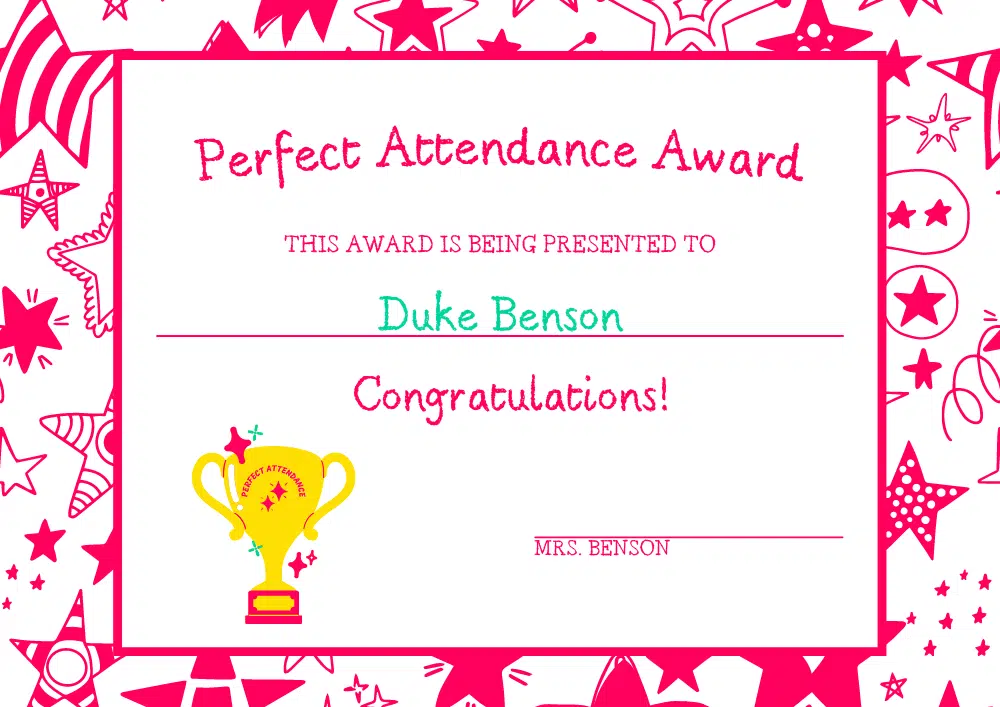 Perfect Attendance Award
THIS AWARD IS BEING PRESENTED TO
Duke Benson
Congratulations!
PERFECT ATTENDANCE
MRS. BENSON